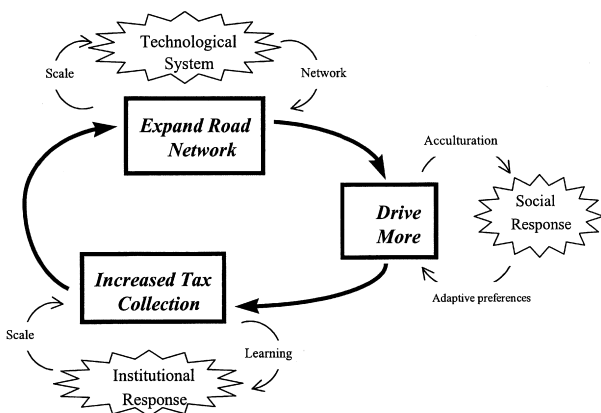 Technological
System
Scale
Network
Expand Road
Network
Acculturation
Drive
More
Social
Response
Adaptive preferences
Increased Tax
Collection
Scale
Learning
Institutional
Response